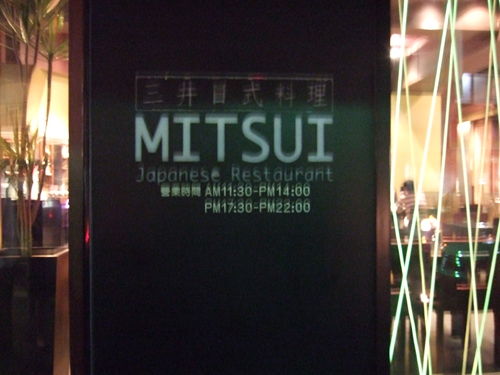 三井日式料理
MITSUI
Japanese Restaurant
營業時間 AM11:30-PM14:00
PM17:30-PM22:00